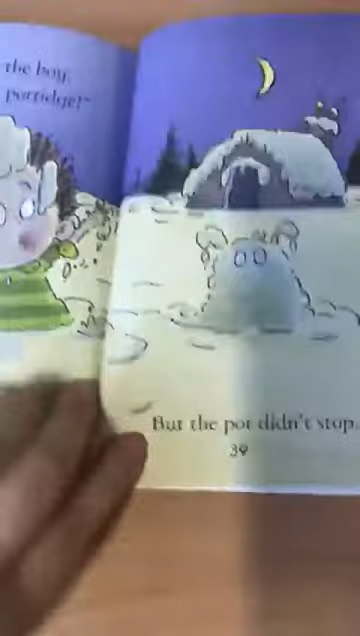 the boy.
porridge!"
But the pot didn't stop.
39